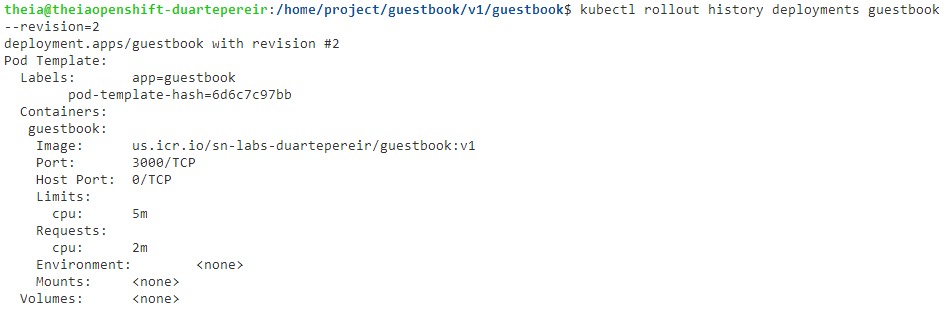 theia@theiaopenshift-duartepereir:/home/project/guestbook/v1/guestbook$ kubectl rollout history deployments guestbook
--revision=2
deployment.apps/guestbook with revision #2
Pod Template:
  Labels:       app=guestbook
        pod-template-hash=6d6c7c97bb
  Containers:
   guestbook:
    Image:      us.icr.io/sn-labs-duartepereir/guestbook:v1
    Port:       3000/TCP
    Host Port:  0/TCP
    Limits:
      cpu:      5m
    Requests:
      cpu:      2m
    Environment:        <none>
    Mounts:     <none>
  Volumes:      <none>